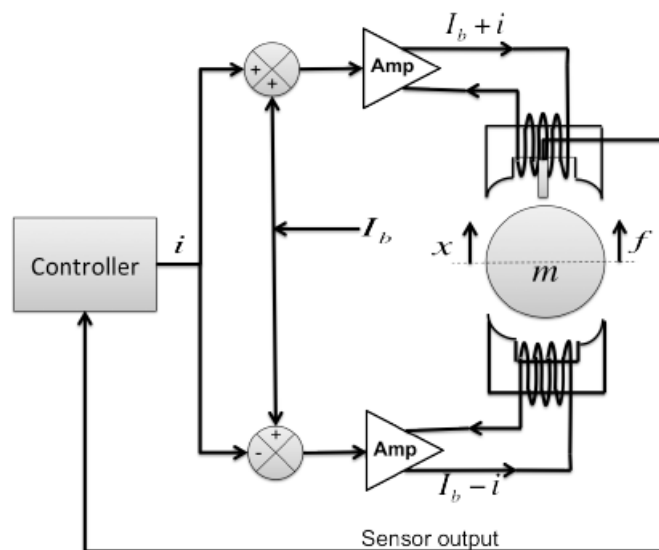 I_b + i
+
+
Amp
i
I_b
x
f
m
Controller
+
-
Amp
I_b - i
Sensor output